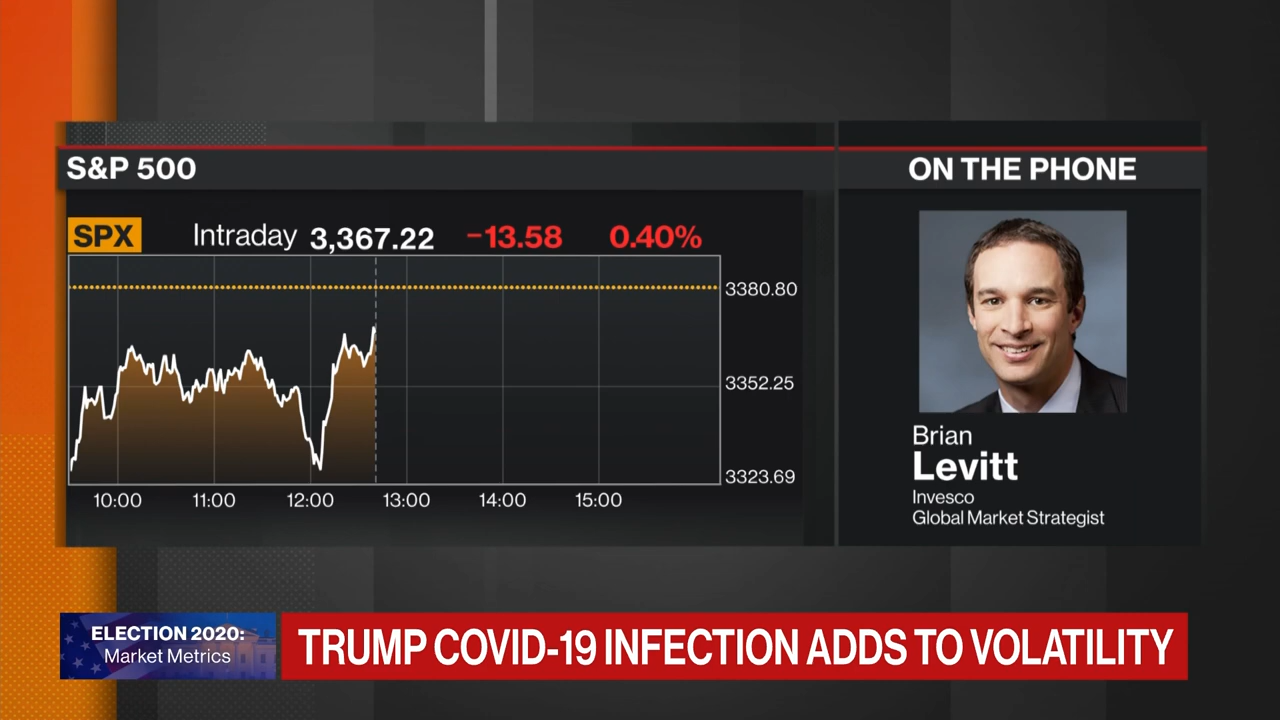 S&P 500
SPX Intraday 3,367.22 −13.58 0.40%
3380.80
3352.25
3323.69
10:00 11:00 12:00 13:00 14:00 15:00
ON THE PHONE
Brian
Levitt
Invesco
Global Market Strategist
ELECTION 2020:
Market Metrics
TRUMP COVID-19 INFECTION ADDS TO VOLATILITY